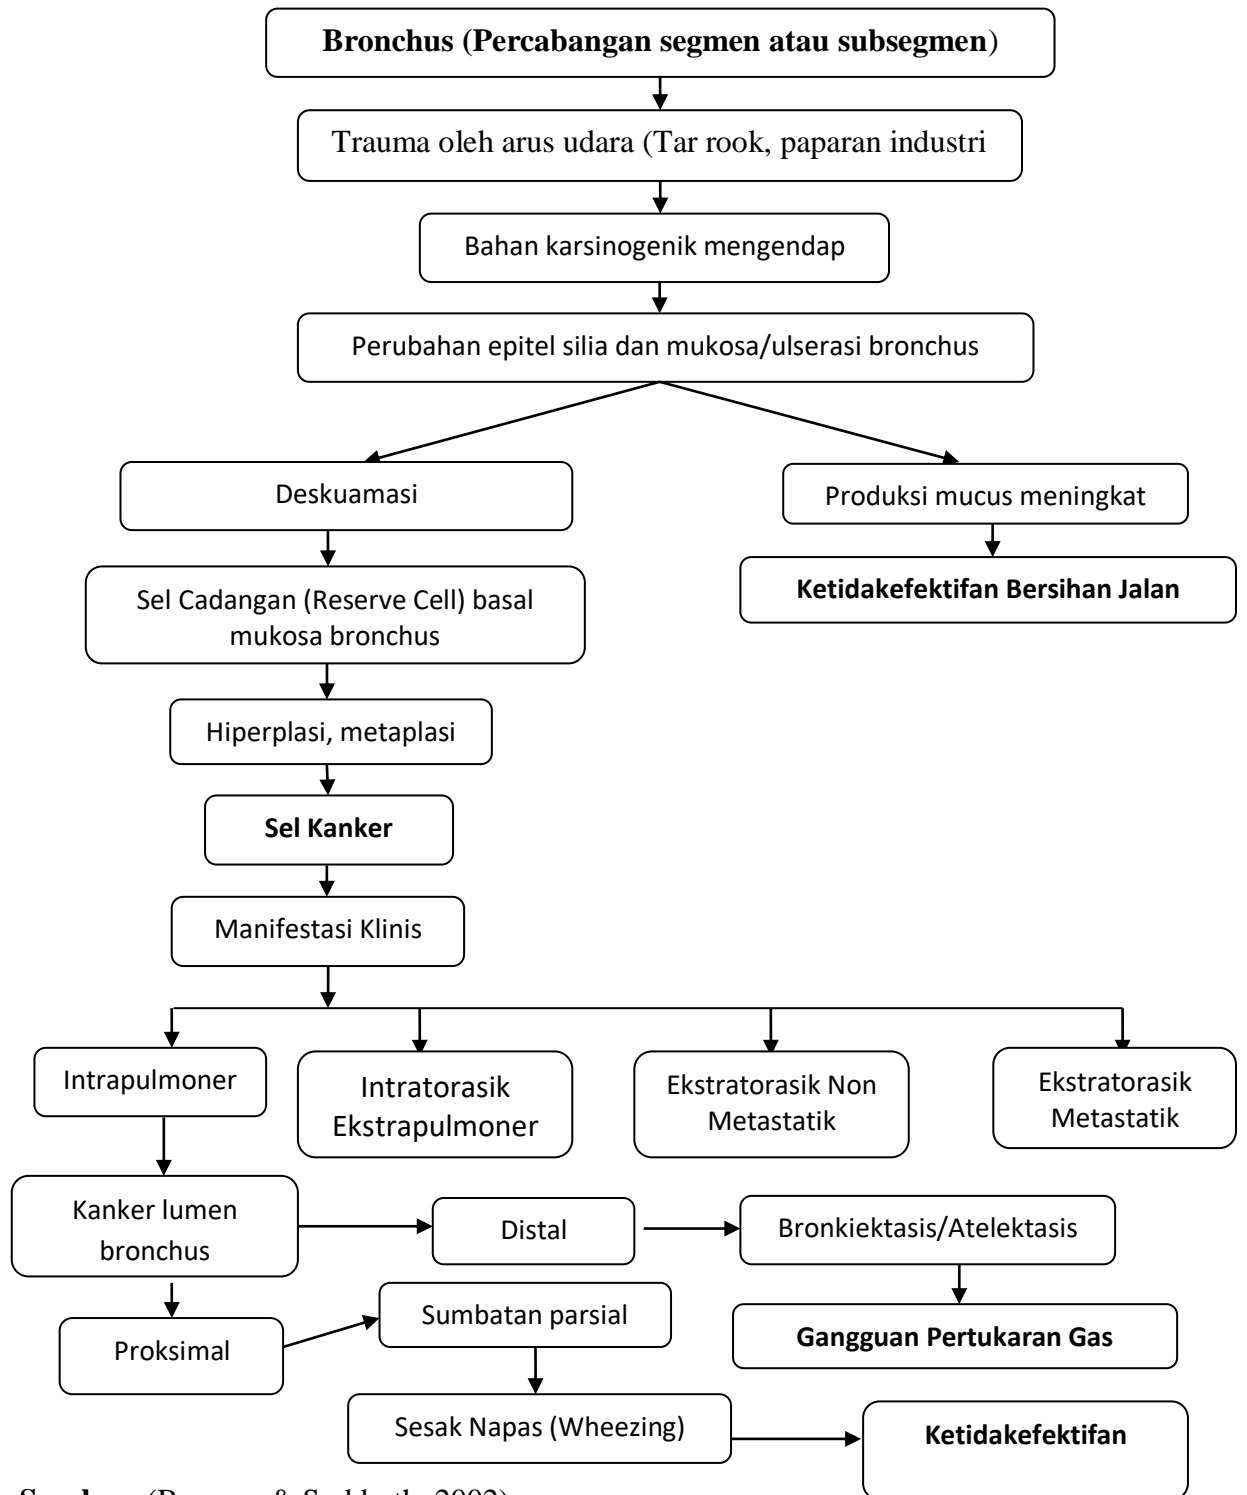 Bronchus (Percabangan segmen atau subsegmen)
Trauma oleh arus udara (Tar rook, paparan industri
Bahan karsinogenik mengendap
Perubahan epitel silia dan mukosa/ulserasi bronchus
Deskuamasi
Produksi mucus meningkat
Ketidakefektifan Bersihan Jalan
Sel Cadangan (Reserve Cell) basal
mukosa bronchus
Hiperplasi, metaplasi
Sel Kanker
Manifestasi Klinis
Intrapulmoner
Intratorasik
Ekstrapulmoner
Ekstratorasik Non
Metastatik
Ekstratorasik
Metastatik
Kanker lumen
bronchus
Distal
Bronkiektasis/Atelektasis
Gangguan Pertukaran Gas
Proksimal
Sumbatan parsial
Sesak Napas (Wheezing)
Ketidakefektifan
2002)